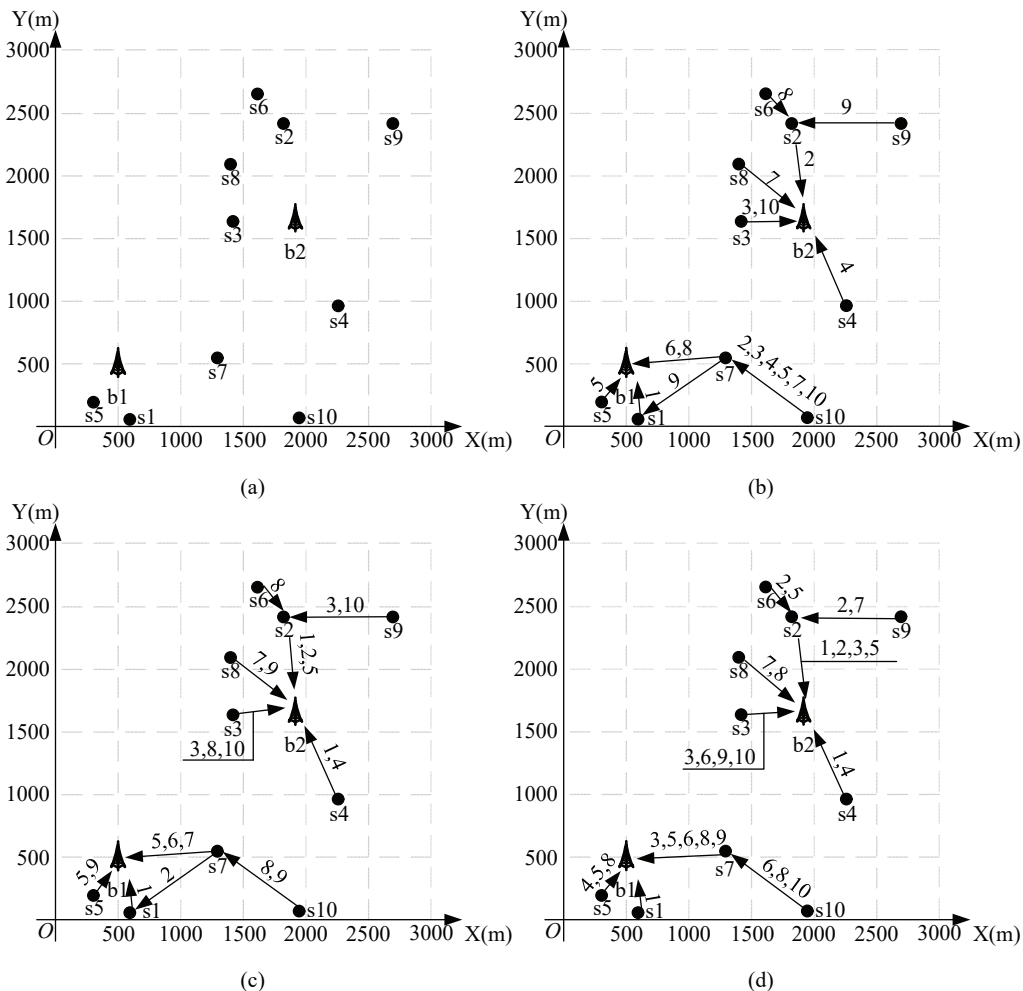 Y(m)
3000
s6
2500
s2
s9
2000
s8
s3
1500
b2
1000
s4
500
s7
b1
s5
s1
s10
O
500 1000 1500 2000 2500 3000 X(m)
(a)
Y(m)
3000
8
s6
9
2500
s2
s9
2
2000
s8
7
3,10
s3
1500
b2
4
1000
s4
2,3,4,5,7,10
6,8
500
s7
9
5
b1
1
s5
s1
s10
O
500 1000 1500 2000 2500 3000 X(m)
(b)
Y(m)
3000
8
s6
3,10
2500
s2
s9
1,2,5
2000
s8
7,9
s3
1500
3,8,10
b2
1,4
1000
s4
5,6,7
500
s7
8,9
5,9
b1
1
2
s5
s1
s10
O
500 1000 1500 2000 2500 3000 X(m)
(c)
Y(m)
3000
2,5
s6
2,7
2500
s2
s9
1,2,3,5
2000
s8
7,8
s3
1500
3,6,9,10
b2
1,4
1000
s4
3,5,6,8,9
500
s7
6,8,10
4,5,8
b1
1
s5
s1
s10
O
500 1000 1500 2000 2500 3000 X(m)
(d)